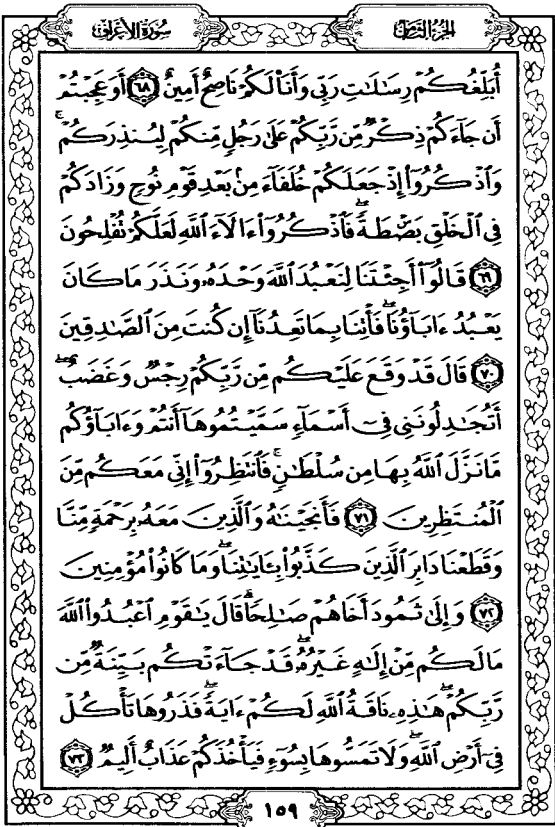 سُورَةُ الأَعْرَافِ
الجُزْءُ الثَّامِنُ
أُبَلِّغُكُمْ رِسَٰلَٰتِ رَبِّى وَأَنَا۠ لَكُمْ نَاصِحٌ أَمِينٌ ٦٨ أَوَعَجِبْتُمْ
أَن جَآءَكُمْ ذِكْرٌ مِّن رَّبِّكُمْ عَلَىٰ رَجُلٍ مِّنكُمْ لِيُنذِرَكُمْ ۚ
وَٱذْكُرُوٓا۟ إِذْ جَعَلَكُمْ خُلَفَآءَ مِنۢ بَعْدِ قَوْمِ نُوحٍ وَزَادَكُمْ
فِى ٱلْخَلْقِ بَصْۜطَةً ۖ فَٱذْكُرُوٓا۟ ءَالَآءَ ٱللَّهِ لَعَلَّكُمْ تُفْلِحُونَ
٦٩ قَالُوٓا۟ أَجِئْتَنَا لِنَعْبُدَ ٱللَّهَ وَحْدَهُۥ وَنَذَرَ مَا كَانَ
يَعْبُدُ ءَابَآؤُنَا ۖ فَأْتِنَا بِمَا تَعِدُنَآ إِن كُنتَ مِنَ ٱلصَّٰدِقِينَ
٧٠ قَالَ قَدْ وَقَعَ عَلَيْكُم مِّن رَّبِّكُمْ رِجْسٌ وَغَضَبٌ ۖ
أَتُجَٰدِلُونَنِى فِىٓ أَسْمَآءٍ سَمَّيْتُمُوهَآ أَنتُمْ وَءَابَآؤُكُم
مَّا نَزَّلَ ٱللَّهُ بِهَا مِن سُلْطَٰنٍ ۚ فَٱنتَظِرُوٓا۟ إِنِّى مَعَكُم مِّنَ
ٱلْمُنتَظِرِينَ ٧١ فَأَنجَيْنَٰهُ وَٱلَّذِينَ مَعَهُۥ بِرَحْمَةٍ مِّنَّا
وَقَطَعْنَا دَابِرَ ٱلَّذِينَ كَذَّبُوا۟ بِـَٔايَٰتِنَا ۖ وَمَا كَانُوا۟ مُؤْمِنِينَ
٧٢ وَإِلَىٰ ثَمُودَ أَخَاهُمْ صَٰلِحًا ۗ قَالَ يَٰقَوْمِ ٱعْبُدُوا۟ ٱللَّهَ
مَا لَكُم مِّنْ إِلَٰهٍ غَيْرُهُۥ ۖ قَدْ جَآءَتْكُم بَيِّنَةٌ مِّن
رَّبِّكُمْ ۖ هَٰذِهِۦ نَاقَةُ ٱللَّهِ لَكُمْ ءَايَةً ۖ فَذَرُوهَا تَأْكُلْ
فِىٓ أَرْضِ ٱللَّهِ ۖ وَلَا تَمَسُّوهَا بِسُوٓءٍ فَيَأْخُذَكُمْ عَذَابٌ أَلِيمٌ ٧٣
١٥٩